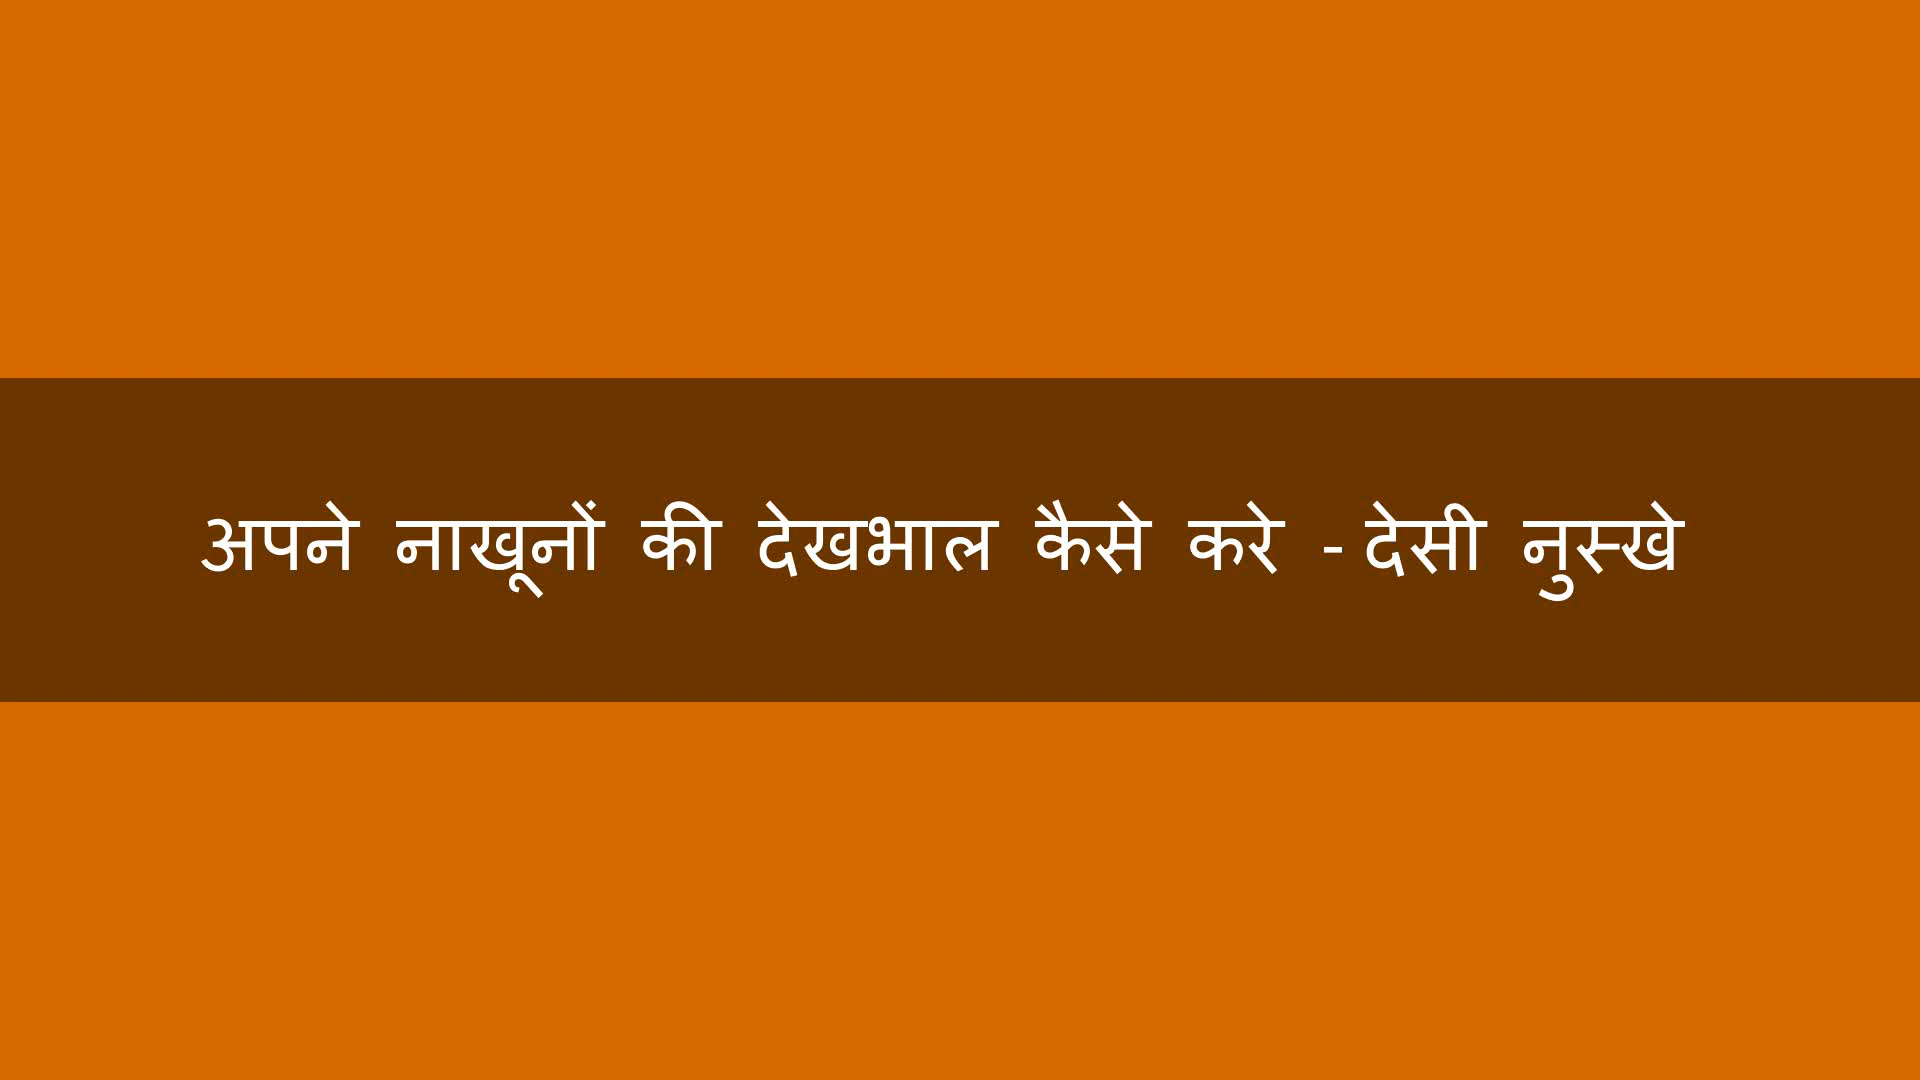 अपने नाखूनों की देखभाल कैसे करे - देसी नुस्खे